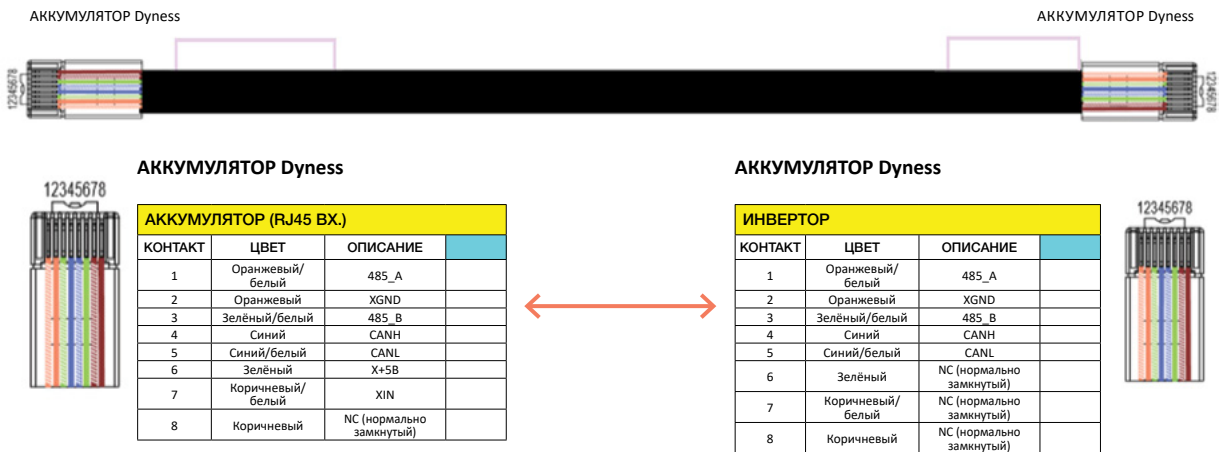 АККУМУЛЯТОР Dyness
АККУМУЛЯТОР Dyness
12345678
12345678
АККУМУЛЯТОР Dyness
12345678
АККУМУЛЯТОР (RJ45 ВХ.)
КОНТАКТ ЦВЕТ ОПИСАНИЕ
1 Оранжевый/
белый 485_A
2 Оранжевый XGND
3 Зелёный/белый 485_B
4 Синий CANH
5 Синий/белый CANL
6 Зелёный X+5В
7 Коричневый/
белый XIN
8 Коричневый NC (нормально
замкнутый)
АККУМУЛЯТОР Dyness
ИНВЕРТОР
КОНТАКТ ЦВЕТ ОПИСАНИЕ
1 Оранжевый/
белый 485_A
2 Оранжевый XGND
3 Зелёный/белый 485_B
4 Синий CANH
5 Синий/белый CANL
6 Зелёный NC (нормально
замкнутый)
7 Коричневый/
белый NC (нормально
замкнутый)
8 Коричневый NC (нормально
замкнутый)
12345678